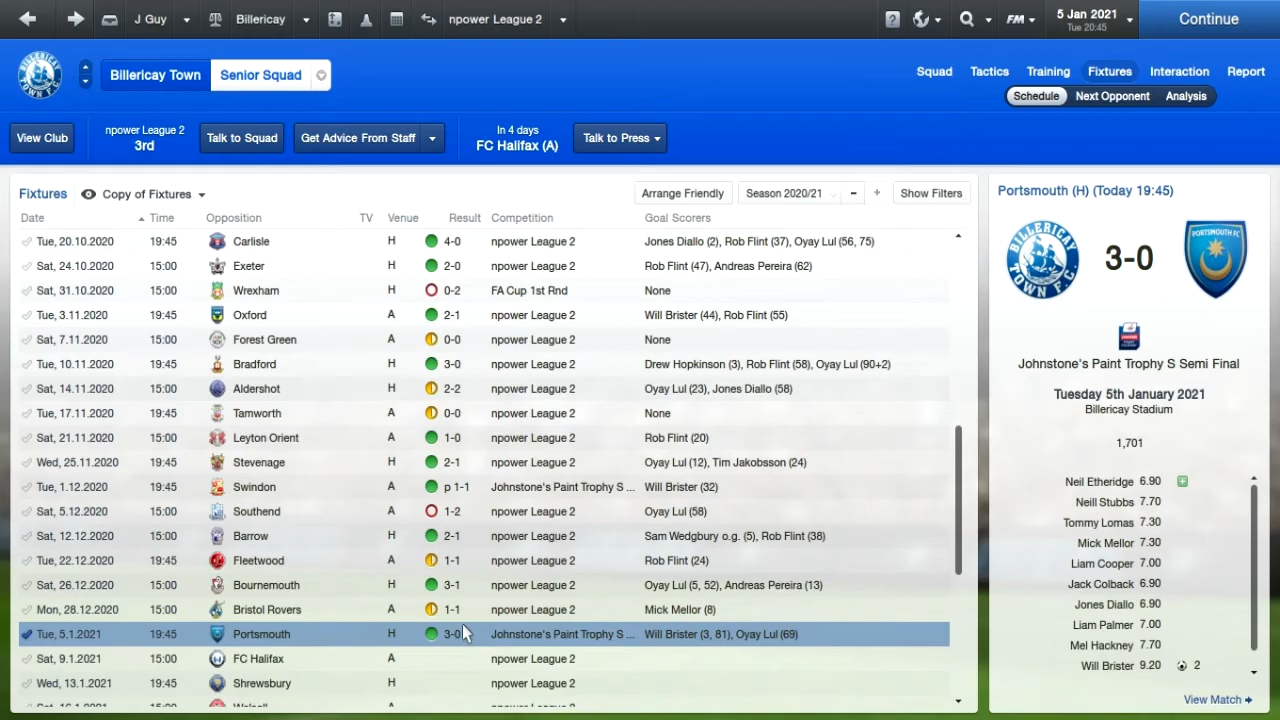 J Guy Billericay npower League 2 ? FM 5 Jan 2021 Tue 20:45 Continue
Billericay Town Senior Squad
Squad Tactics Training Fixtures Interaction Report
Schedule Next Opponent Analysis
View Club npower League 2 3rd Talk to Squad Get Advice From Staff In 4 days FC Halifax (A) Talk to Press
Fixtures Copy of Fixtures Arrange Friendly Season 2020/21 - + Show Filters
Date Time Opposition TV Venue Result Competition Goal Scorers
Tue, 20.10.2020 19:45 Carlisle H 4-0 npower League 2 Jones Diallo (2), Rob Flint (37), Oyay Lul (56, 75)
Sat, 24.10.2020 15:00 Exeter H 2-0 npower League 2 Rob Flint (47), Andreas Pereira (62)
Sat, 31.10.2020 15:00 Wrexham H 0-2 FA Cup 1st Rnd None
Tue, 3.11.2020 19:45 Oxford A 2-1 npower League 2 Will Brister (44), Rob Flint (55)
Sat, 7.11.2020 15:00 Forest Green A 0-0 npower League 2 None
Tue, 10.11.2020 19:45 Bradford H 3-0 npower League 2 Drew Hopkinson (3), Rob Flint (58), Oyay Lul (90+2)
Sat, 14.11.2020 15:00 Aldershot H 2-2 npower League 2 Oyay Lul (23), Jones Diallo (58)
Tue, 17.11.2020 19:45 Tamworth A 0-0 npower League 2 None
Sat, 21.11.2020 15:00 Leyton Orient A 1-0 npower League 2 Rob Flint (20)
Wed, 25.11.2020 19:45 Stevenage H 2-1 npower League 2 Oyay Lul (12), Tim Jakobsson (24)
Tue, 1.12.2020 19:45 Swindon A p 1-1 Johnstone's Paint Trophy S ... Will Brister (32)
Sat, 5.12.2020 15:00 Southend A 1-2 npower League 2 Oyay Lul (58)
Sat, 12.12.2020 15:00 Barrow H 2-1 npower League 2 Sam Wedgbury o.g. (5), Rob Flint (38)
Tue, 22.12.2020 19:45 Fleetwood A 1-1 npower League 2 Rob Flint (24)
Sat, 26.12.2020 15:00 Bournemouth H 3-1 npower League 2 Oyay Lul (5, 52), Andreas Pereira (13)
Mon, 28.12.2020 15:00 Bristol Rovers A 1-1 npower League 2 Mick Mellor (8)
Tue, 5.1.2021 19:45 Portsmouth H 3-0 Johnstone's Paint Trophy S ... Will Brister (3, 81), Oyay Lul (69)
Sat, 9.1.2021 15:00 FC Halifax A npower League 2
Wed, 13.1.2021 19:45 Shrewsbury H npower League 2
Portsmouth (H) (Today 19:45)
BILLERICAY TOWN F.C. 3-0 PORTSMOUTH FC
Johnstone's Paint Trophy S Semi Final
Tuesday 5th January 2021
Billericay Stadium
1,701
Neil Etheridge 6.90
Neill Stubbs 7.70
Tommy Lomas 7.30
Mick Mellor 7.30
Liam Cooper 7.00
Jack Colback 6.90
Jones Diallo 6.90
Liam Palmer 7.00
Mel Hackney 7.70
Will Brister 9.20 2
View Match